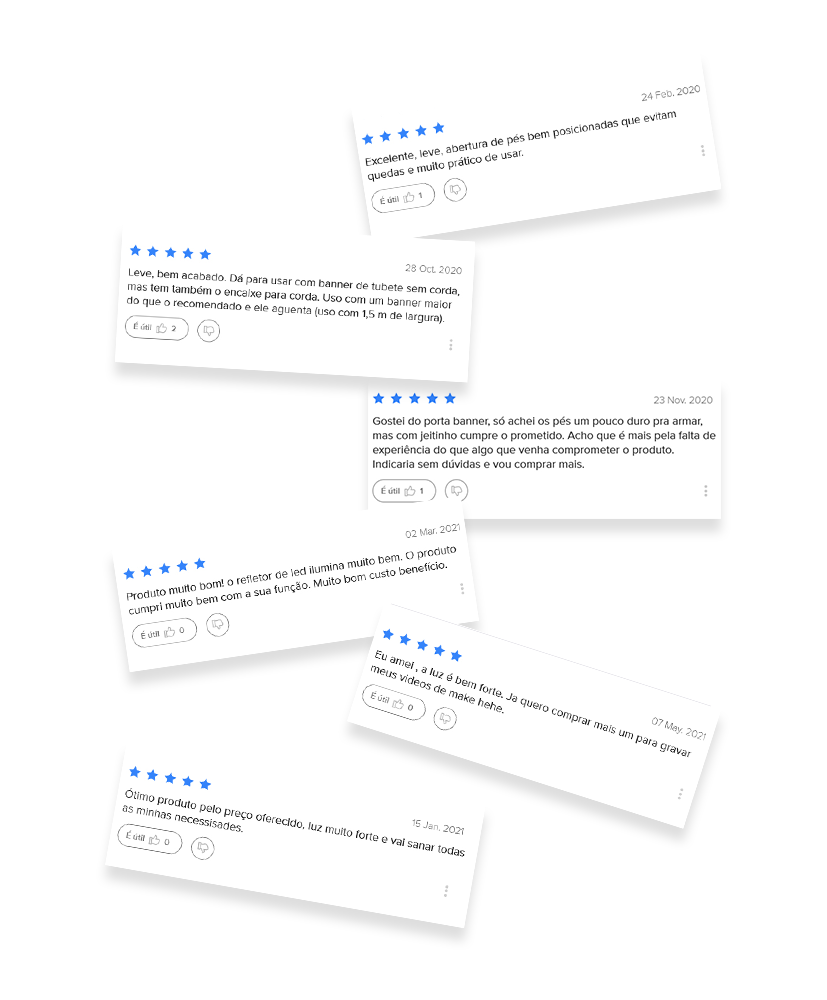 24 Feb. 2020
Excelente, leve, abertura de pés bem posicionadas que evitam
quedas e muito prático de usar.
É útil 1
28 Oct. 2020
Leve, bem acabado. Dá para usar com banner de tubete sem corda,
mas tem também o encaixe para corda. Uso com um banner maior
do que o recomendado e ele aguenta (uso com 1,5 m de largura).
É útil 2
23 Nov. 2020
Gostei do porta banner, só achei os pés um pouco duro pra armar,
mas com jeitinho cumpre o prometido. Acho que é mais pela falta de
experiência do que algo que venha comprometer o produto.
Indicaria sem dúvidas e vou comprar mais.
É útil 1
02 Mar. 2021
Produto muito bom! o refletor de led ilumina muito bem. O produto
cumpri muito bem com a sua função. Muito bom custo benefício.
É útil 0
07 May. 2021
Eu amei , a luz é bem forte. Ja quero comprar mais um para gravar
meus videos de make hehe.
É útil 0
15 Jan. 2021
Ótimo produto pelo preço oferecido, luz muito forte e vai sanar todas
as minhas necessisades.
É útil 0